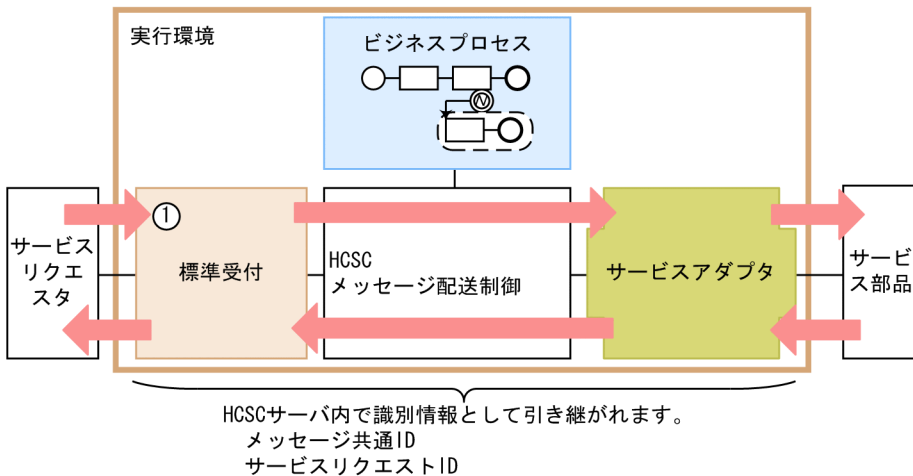 実行環境
ビジネスプロセス
①
サービス
リクエ
スタ
標準受付
HCSC
メッセージ配送制御
サービスアダプタ
サービ
ス部品
HCSCサーバ内で識別情報として引き継がれます。
メッセージ共通ID
サービスリクエストID